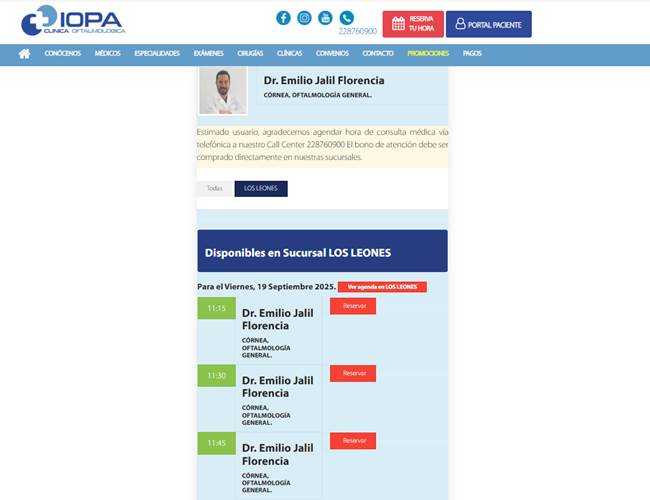 IOPA
CLINICA OFTALMOLOGICA
228760900
RESERVA
TU HORA
PORTAL PACIENTE
CONÓCENOS MÉDICOS ESPECIALIDADES EXÁMENES CIRUGÍAS CLÍNICAS CONVENIOS CONTACTO PROMOCIONES PAGOS
Dr. Emilio Jalil Florencia
CÓRNEA, OFTALMOLOGÍA GENERAL.
Estimado usuario, agradecemos agendar hora de consulta médica vía
telefónica a nuestro Call Center 228760900 El bono de atención debe ser
comprado directamente en nuestras sucursales.
Todas LOS LEONES
Disponibles en Sucursal LOS LEONES
Para el Viernes, 19 Septiembre 2025. Ver agenda en LOS LEONES
11:15
Dr. Emilio Jalil
Florencia
CÓRNEA,
OFTALMOLOGÍA
GENERAL.
Reservar
11:30
Dr. Emilio Jalil
Florencia
CÓRNEA,
OFTALMOLOGÍA
GENERAL.
Reservar
11:45
Dr. Emilio Jalil
Florencia
CÓRNEA,
OFTALMOLOGÍA
GENERAL.
Reservar